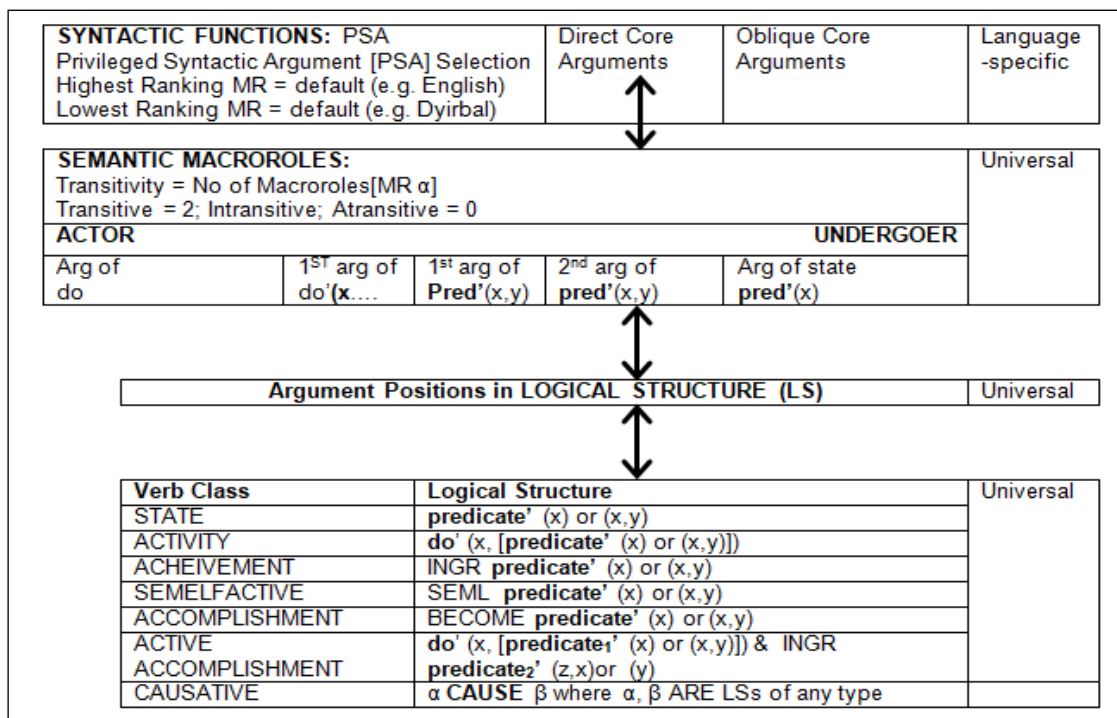 SYNTACTIC FUNCTIONS: PSA
Privileged Syntactic Argument [PSA] Selection
Highest Ranking MR = default (e.g. English)
Lowest Ranking MR = default (e.g. Dyirbal)
Direct Core
Arguments
Oblique Core
Arguments
Language
-specific
SEMANTIC MACROROLES:
Transitivity = No of Macroroles[MR α]
Transitive = 2; Intransitive; Atransitive = 0
Universal
ACTOR UNDERGOER
Arg of
do
1ST arg of
do'(x....
1st arg of
Pred'(x,y)
2nd arg of
pred'(x,y)
Arg of state
pred'(x)
Argument Positions in LOGICAL STRUCTURE (LS) Universal
Verb Class Logical Structure Universal
STATE predicate' (x) or (x,y)
ACTIVITY do' (x, [predicate' (x) or (x,y)])
ACHEIVEMENT INGR predicate' (x) or (x,y)
SEMELFACTIVE SEML predicate' (x) or (x,y)
ACCOMPLISHMENT BECOME predicate' (x) or (x,y)
ACTIVE do' (x, [predicate1' (x) or (x,y)]) & INGR
ACCOMPLISHMENT predicate2' (z,x)or (y)
CAUSATIVE α CAUSE β where α, β ARE LSs of any type